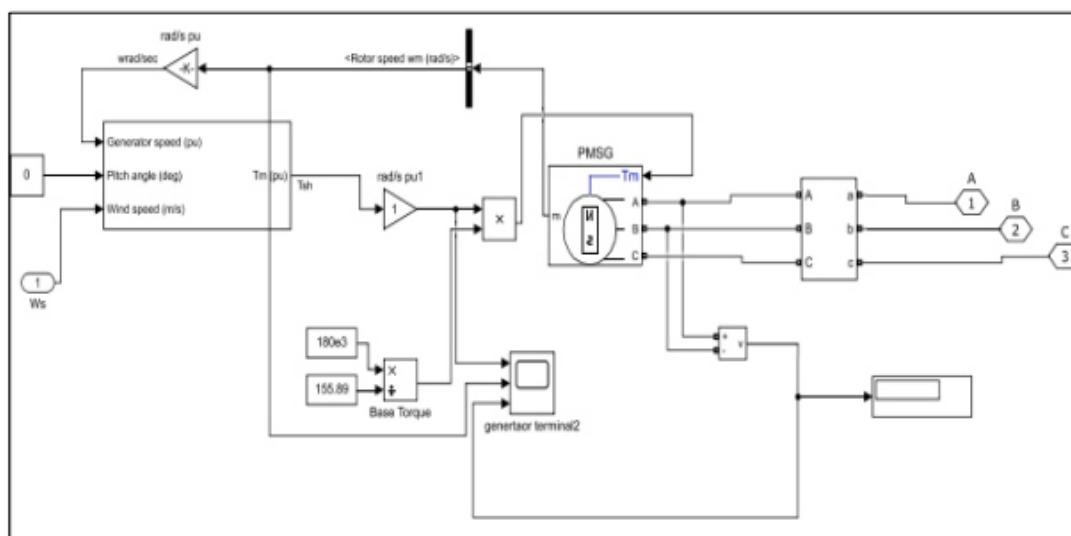 rad/s pu
wrad/sec
-K-
<Rotor speed wm (rad/s)>
Generator speed (pu)
0
Pitch angle (deg)
Tm (pu)
Tsh
Wind speed (m/s)
1
Ws
rad/s pu1
1
×
PMSG
Tm
m
A
B
C
N
S
A
B
C
a
b
c
A
1
B
2
C
3
180e3
155.89
×
÷
Base Torque
genertaor terminal2
+
-
v